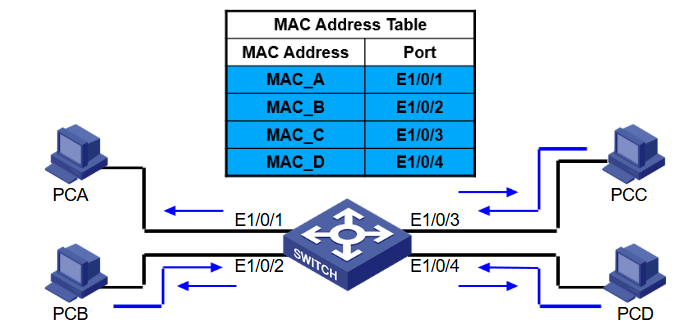 MAC Address Table
MAC Address Port
MAC_A E1/0/1
MAC_B E1/0/2
MAC_C E1/0/3
MAC_D E1/0/4
PCA
PCC
E1/0/1
E1/0/3
SWITCH
E1/0/2
E1/0/4
PCB
PCD